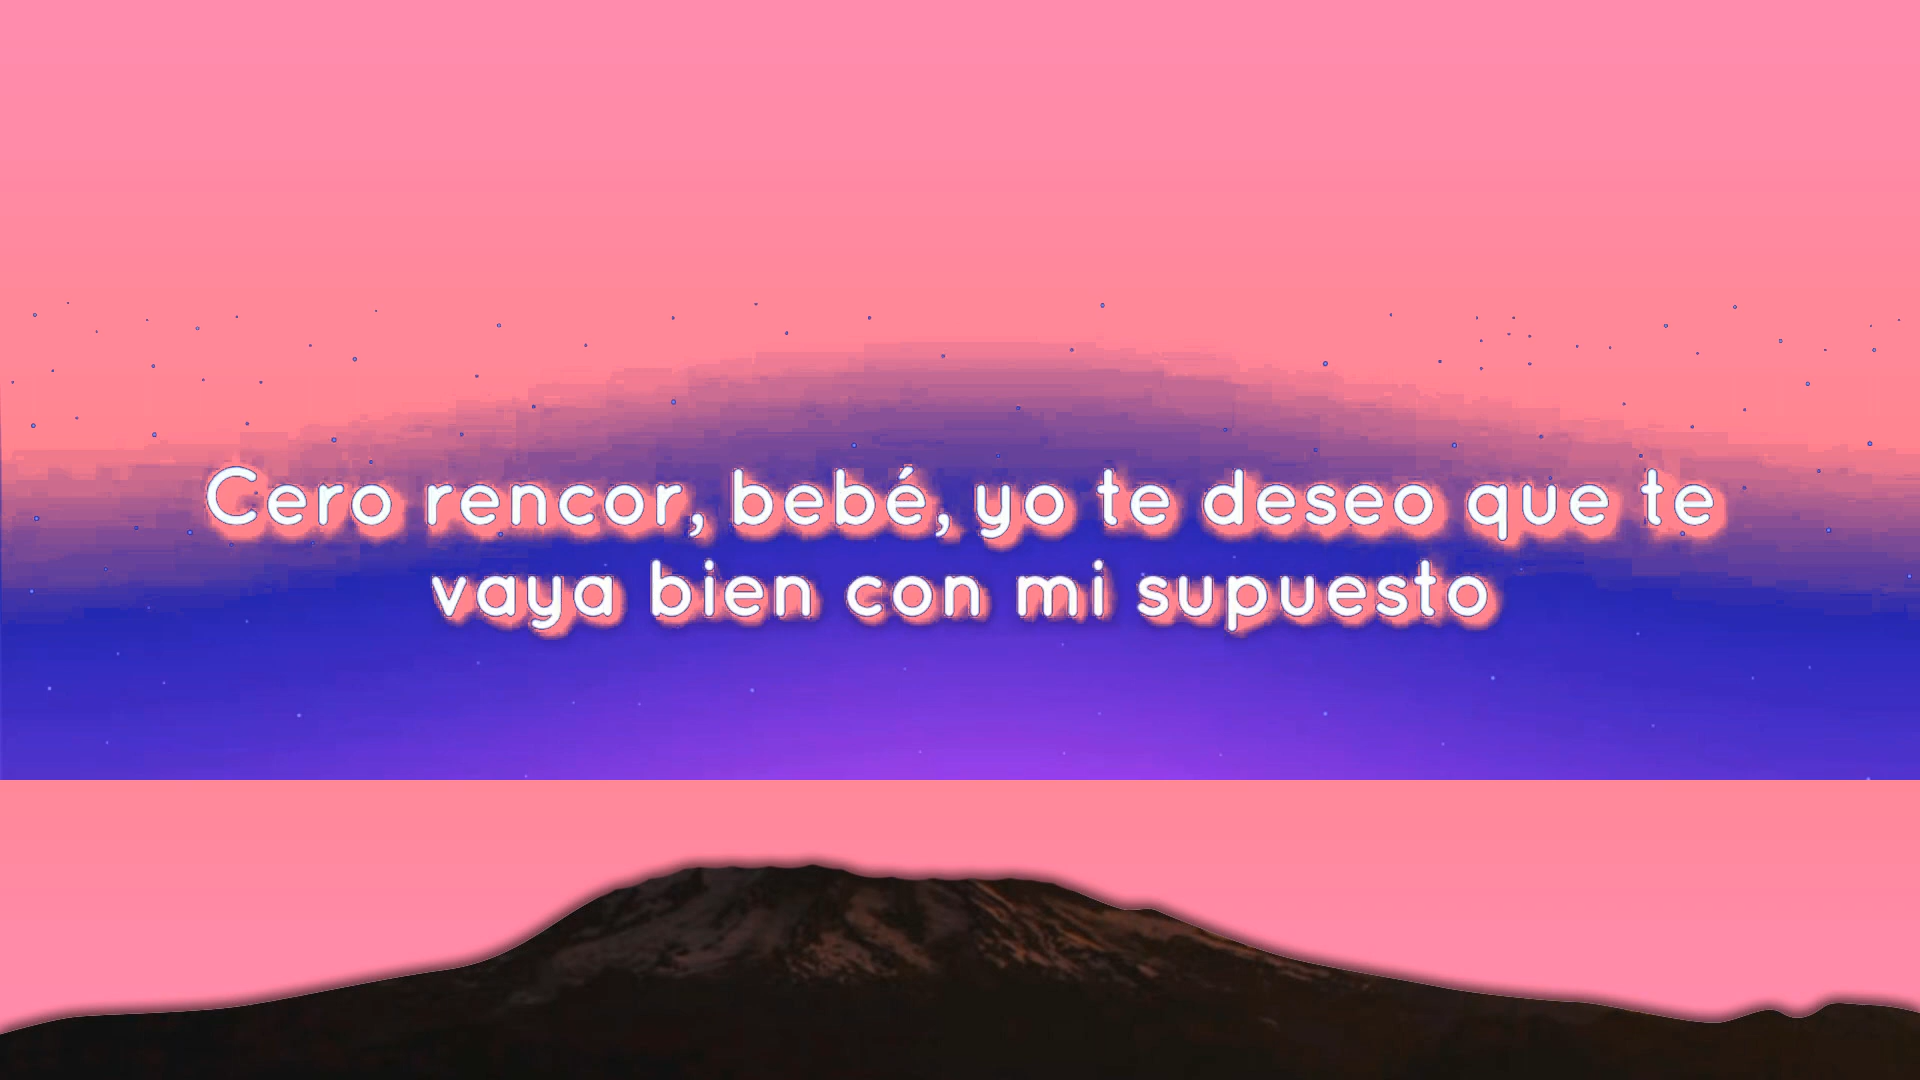 Cero rencor, bebé, yo te deseo que te
vaya bien con mi supuesto